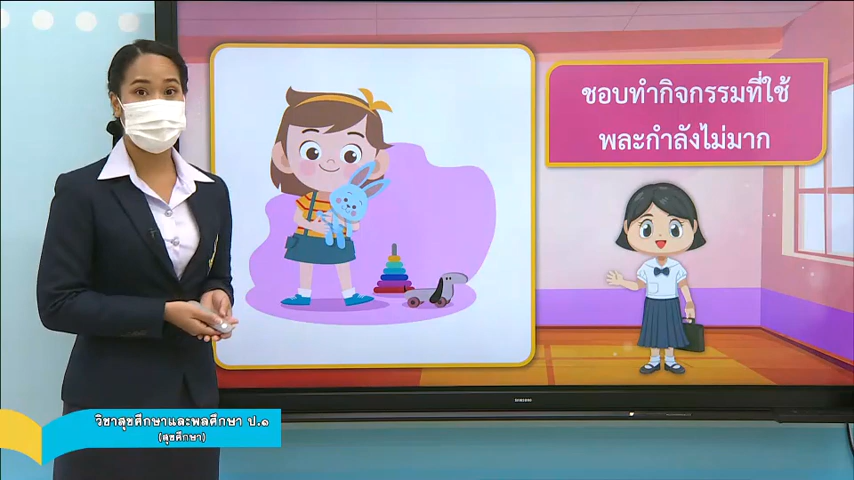 ชอบทำกิจกรรมที่ใช้
พละกำลังไม่มาก
SAMSUNG
วิชาสุขศึกษาและพลศึกษา ป.๑
(สุขศึกษา)